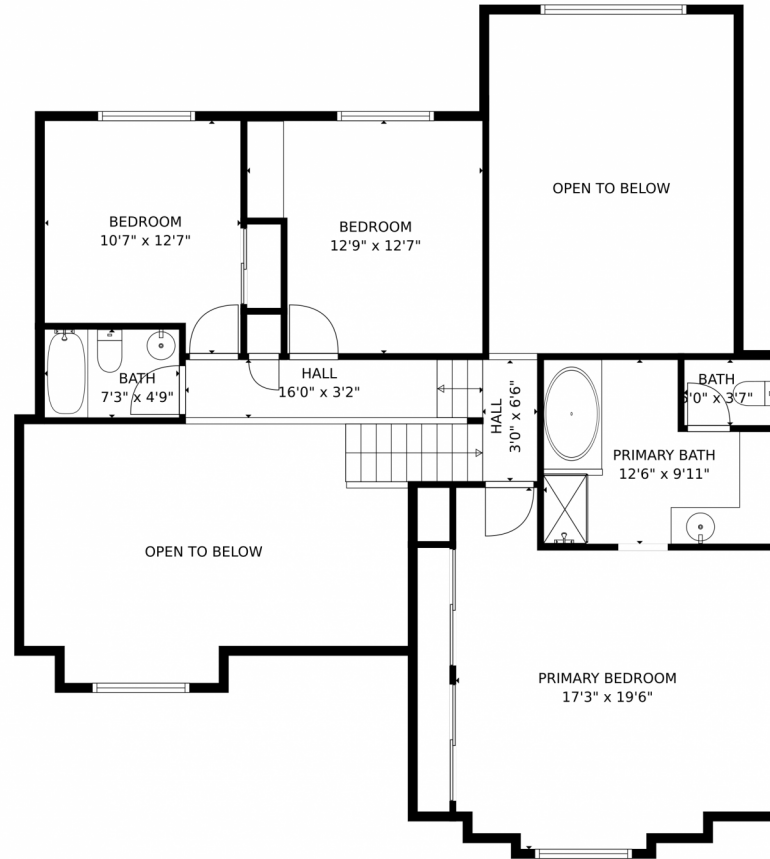 OPEN TO BELOW
BEDROOM
10'7" x 12'7"
BEDROOM
12'9" x 12'7"
HALL
16'0" x 3'2"
BATH
7'3" x 4'9"
HALL
3'0" x 6'6"
BATH
x 3'7"
PRIMARY BATH
12'6" x 9'11"
OPEN TO BELOW
PRIMARY BEDROOM
17'3" x 19'6"